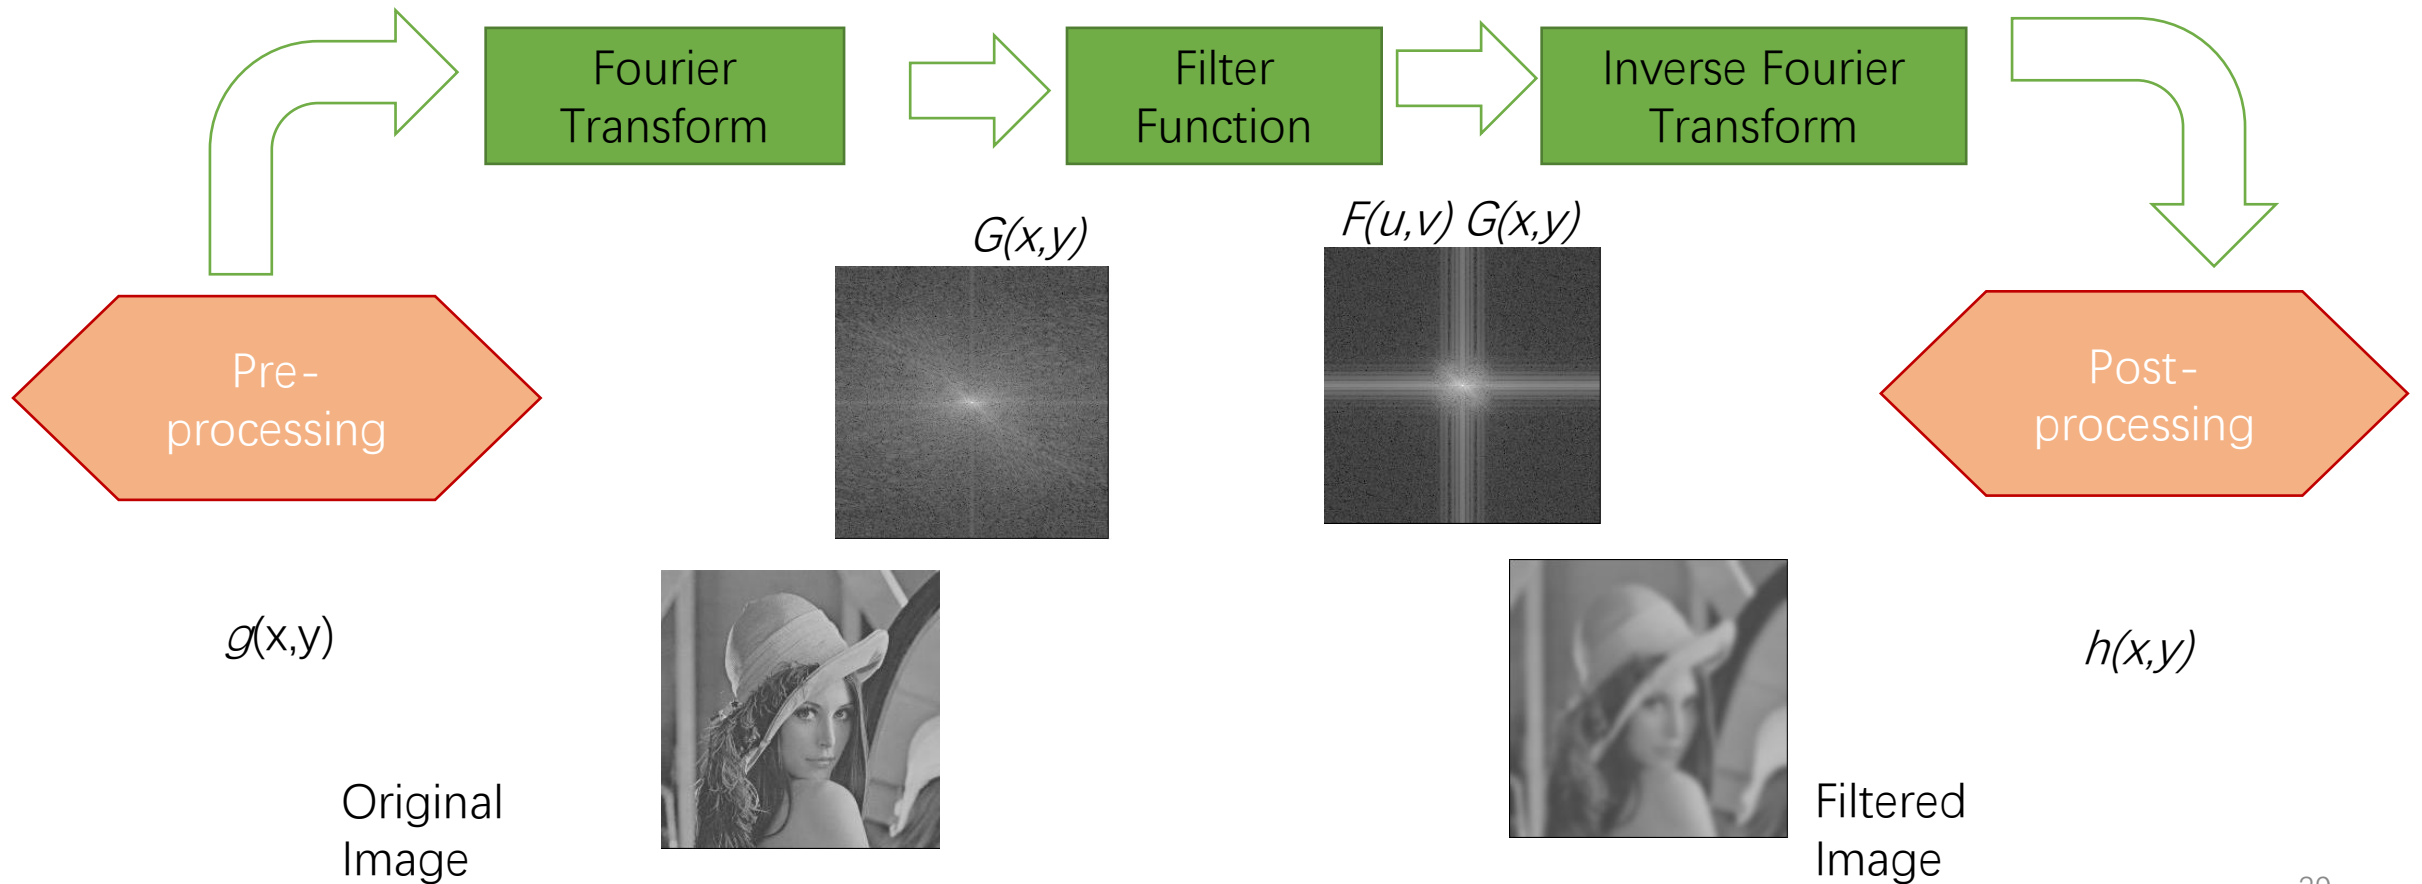 Fourier
Transform
Filter
Function
Inverse Fourier
Transform
G(x,y)
F(u,v) G(x,y)
Pre-
processing
Post-
processing
g(x,y)
h(x,y)
Original
Image
Filtered
Image